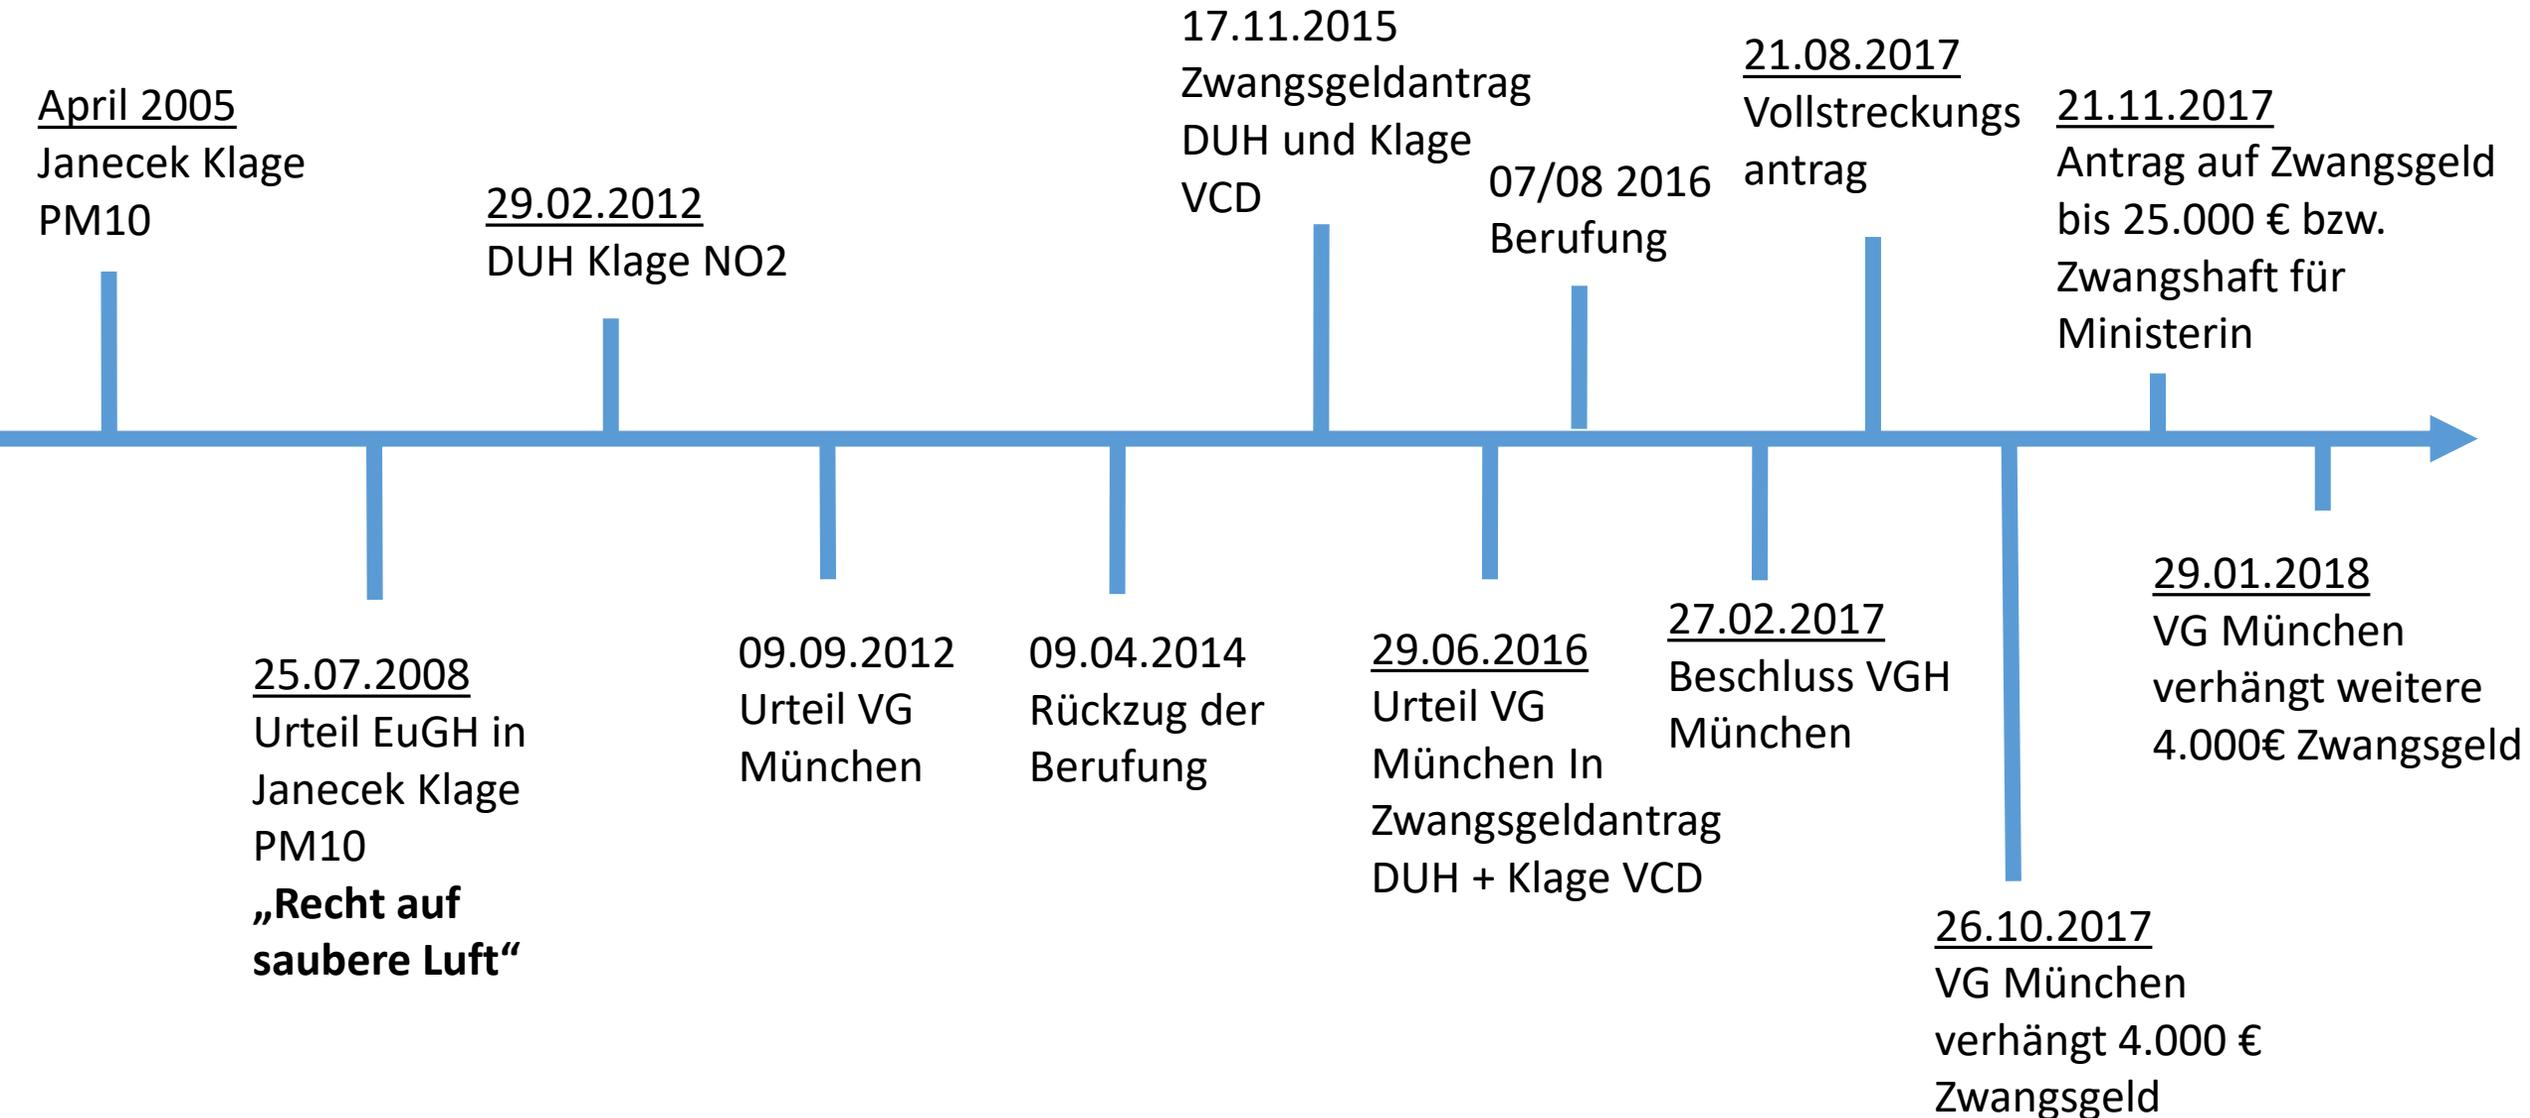 April 2005
Janecek Klage
PM10
25.07.2008
Urteil EuGH in
Janecek Klage
PM10
„Recht auf
saubere Luft“
29.02.2012
DUH Klage NO2
09.09.2012
Urteil VG
München
09.04.2014
Rückzug der
Berufung
17.11.2015
Zwangsgeldantrag
DUH und Klage
VCD
29.06.2016
Urteil VG
München In
Zwangsgeldantrag
DUH + Klage VCD
07/08 2016
Berufung
27.02.2017
Beschluss VGH
München
21.08.2017
Vollstreckungs
antrag
26.10.2017
VG München
verhängt 4.000 €
Zwangsgeld
21.11.2017
Antrag auf Zwangsgeld
bis 25.000 € bzw.
Zwangshaft für
Ministerin
29.01.2018
VG München
verhängt weitere
4.000€ Zwangsgeld